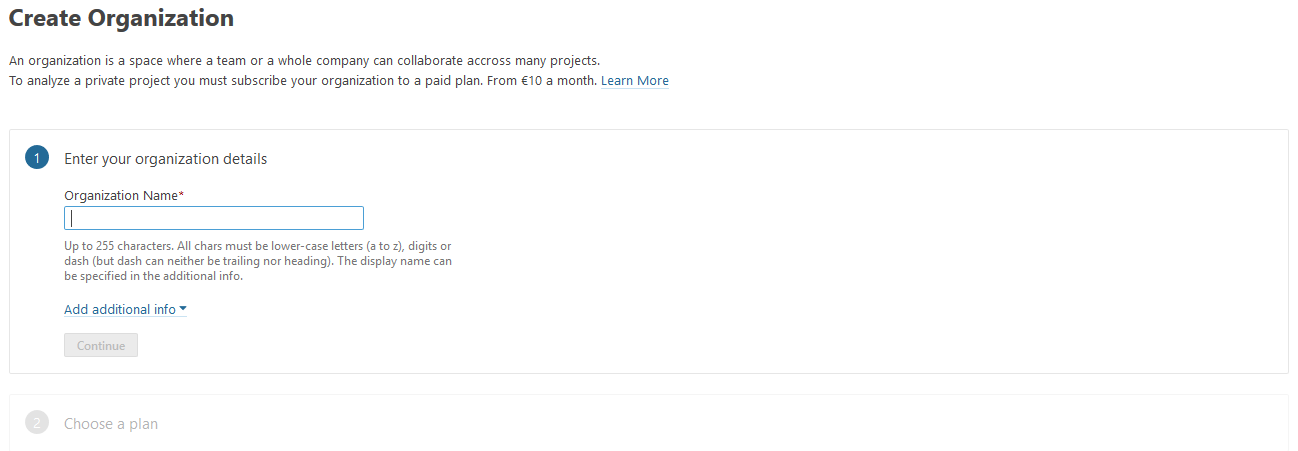 Create Organization
An organization is a space where a team or a whole company can collaborate accross many projects.
To analyze a private project you must subscribe your organization to a paid plan. From €10 a month. Learn More
1 Enter your organization details
Organization Name*
Up to 255 characters. All chars must be lower-case letters (a to z), digits or
dash (but dash can neither be trailing nor heading). The display name can
be specified in the additional info.
Add additional info
Continue
2 Choose a plan